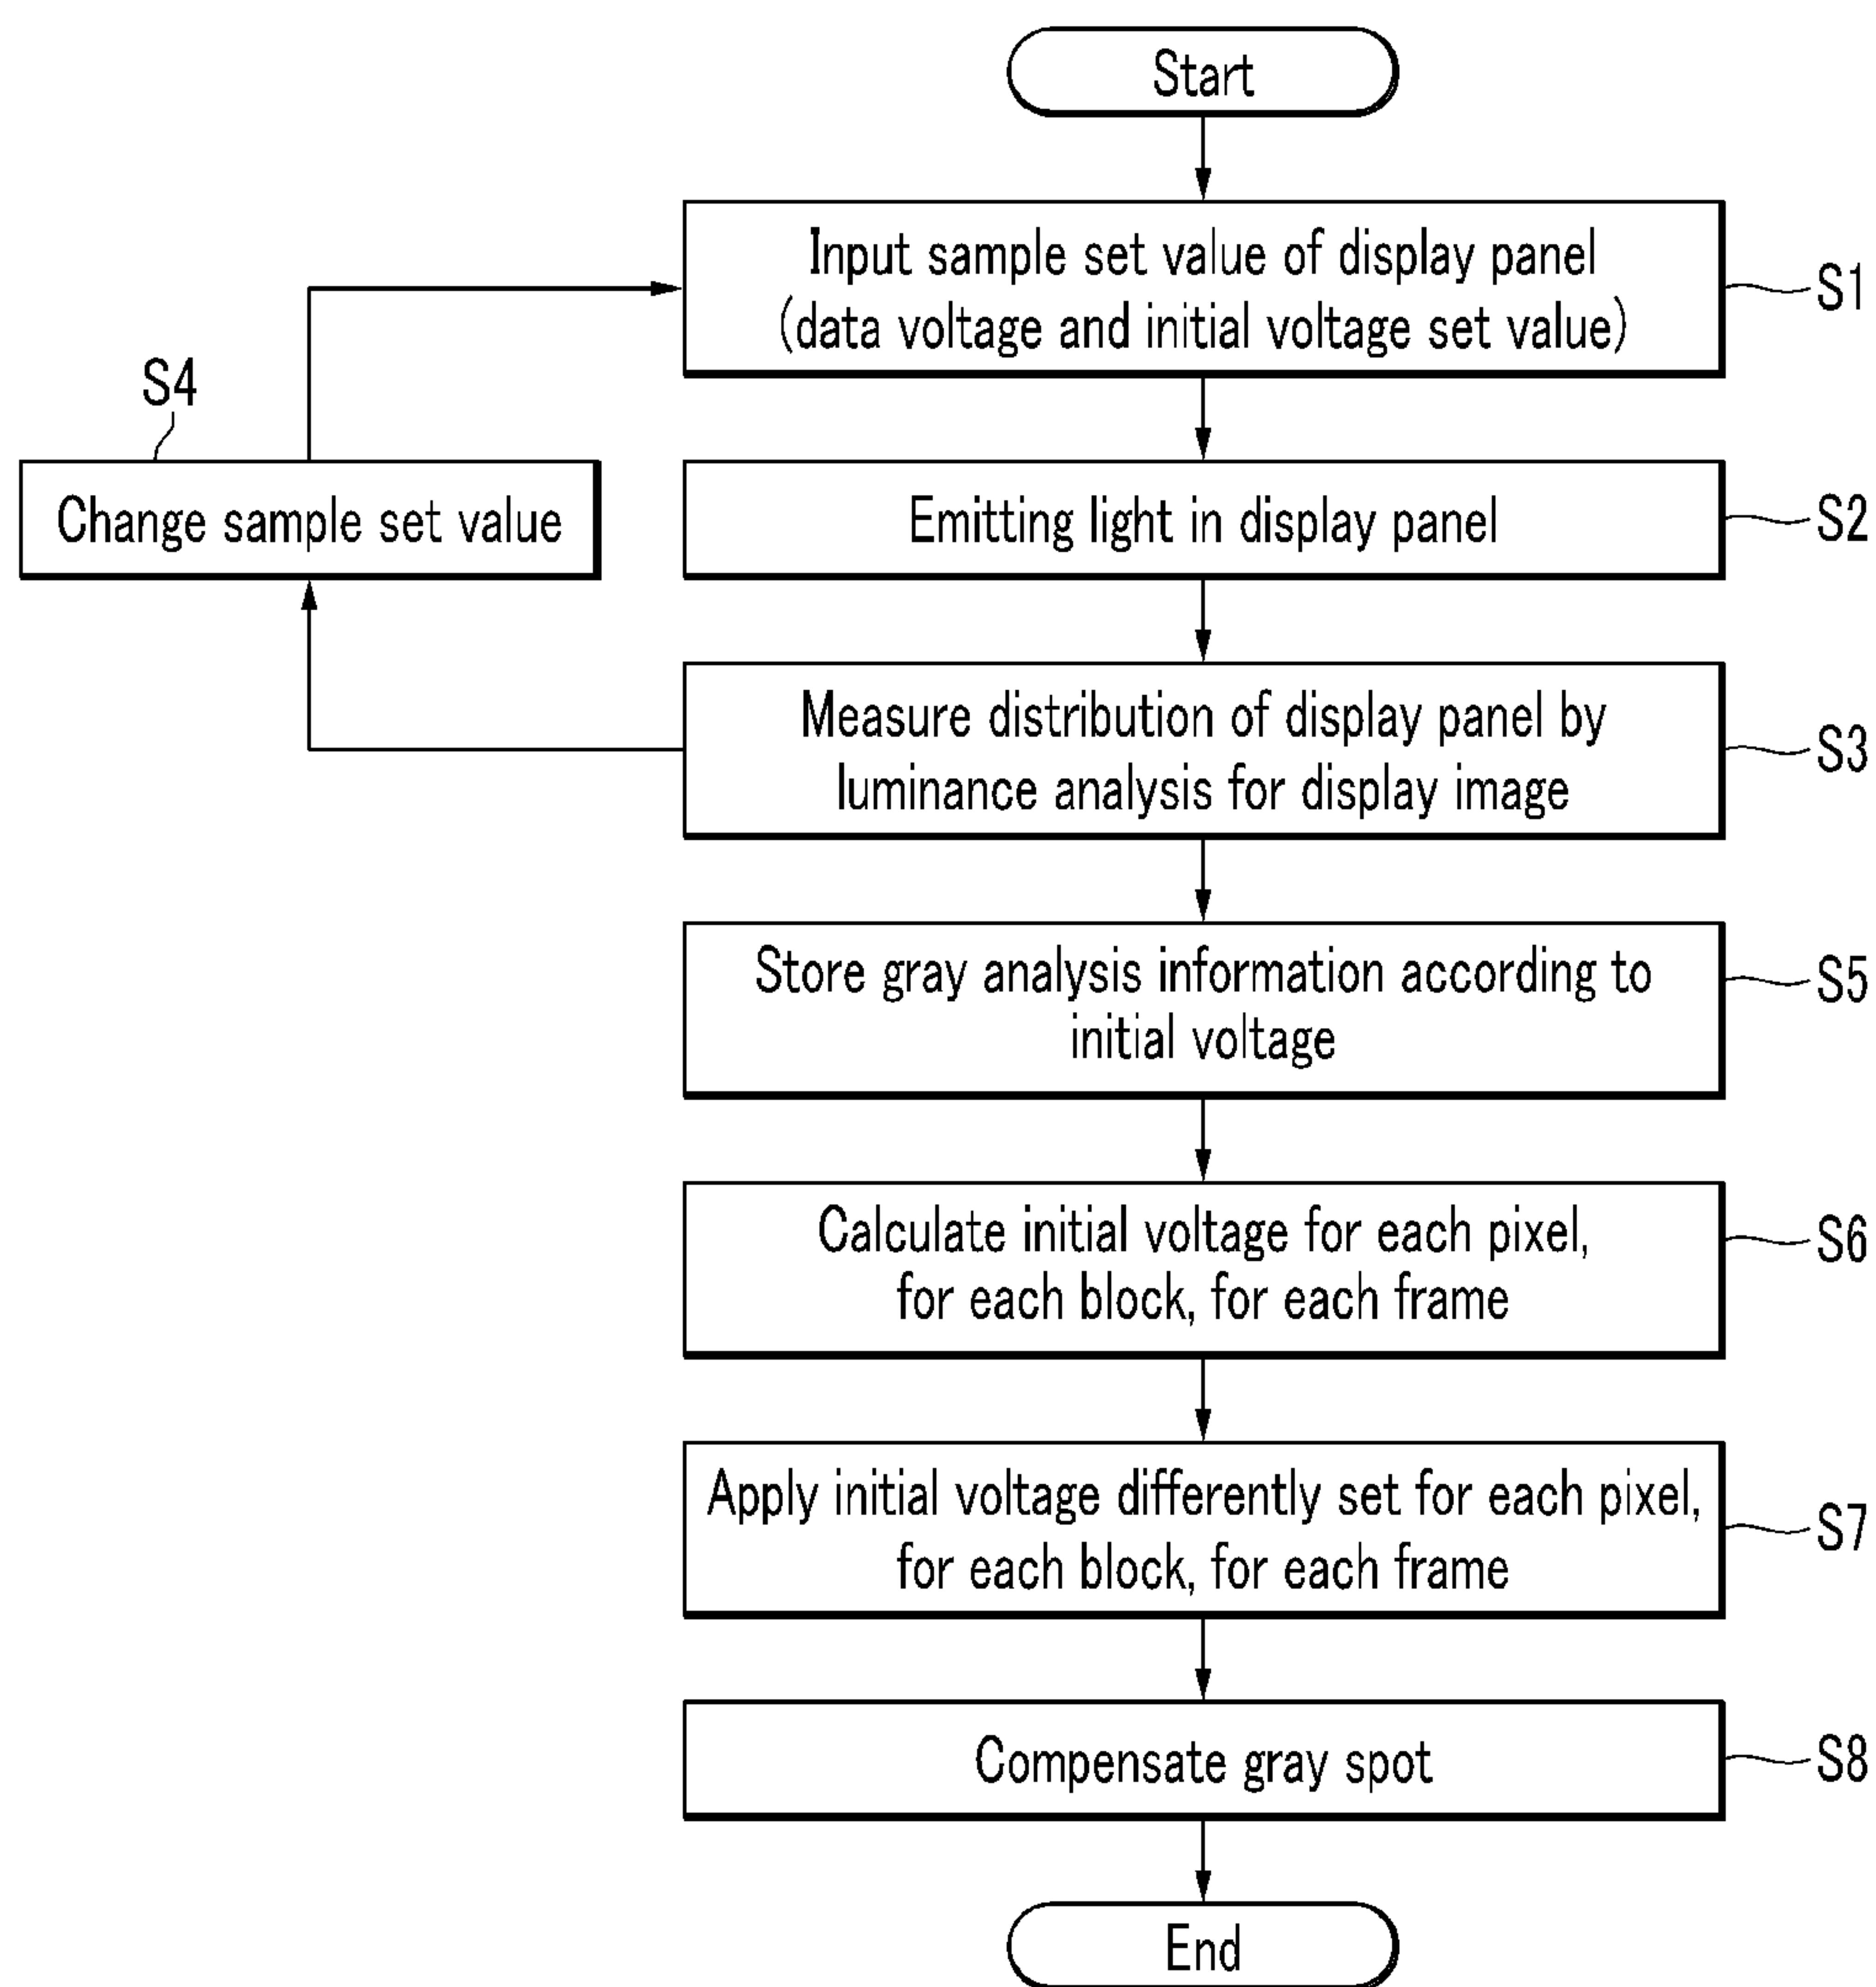 Start
Input sample set value of display panel
(data voltage and initial voltage set value)
S1
S4
Change sample set value
Emitting light in display panel
S2
Measure distribution of display panel by
luminance analysis for display image
S3
Store gray analysis information according to
initial voltage
S5
Calculate initial voltage for each pixel,
for each block, for each frame
S6
Apply initial voltage differently set for each pixel,
for each block, for each frame
S7
Compensate gray spot
S8
End